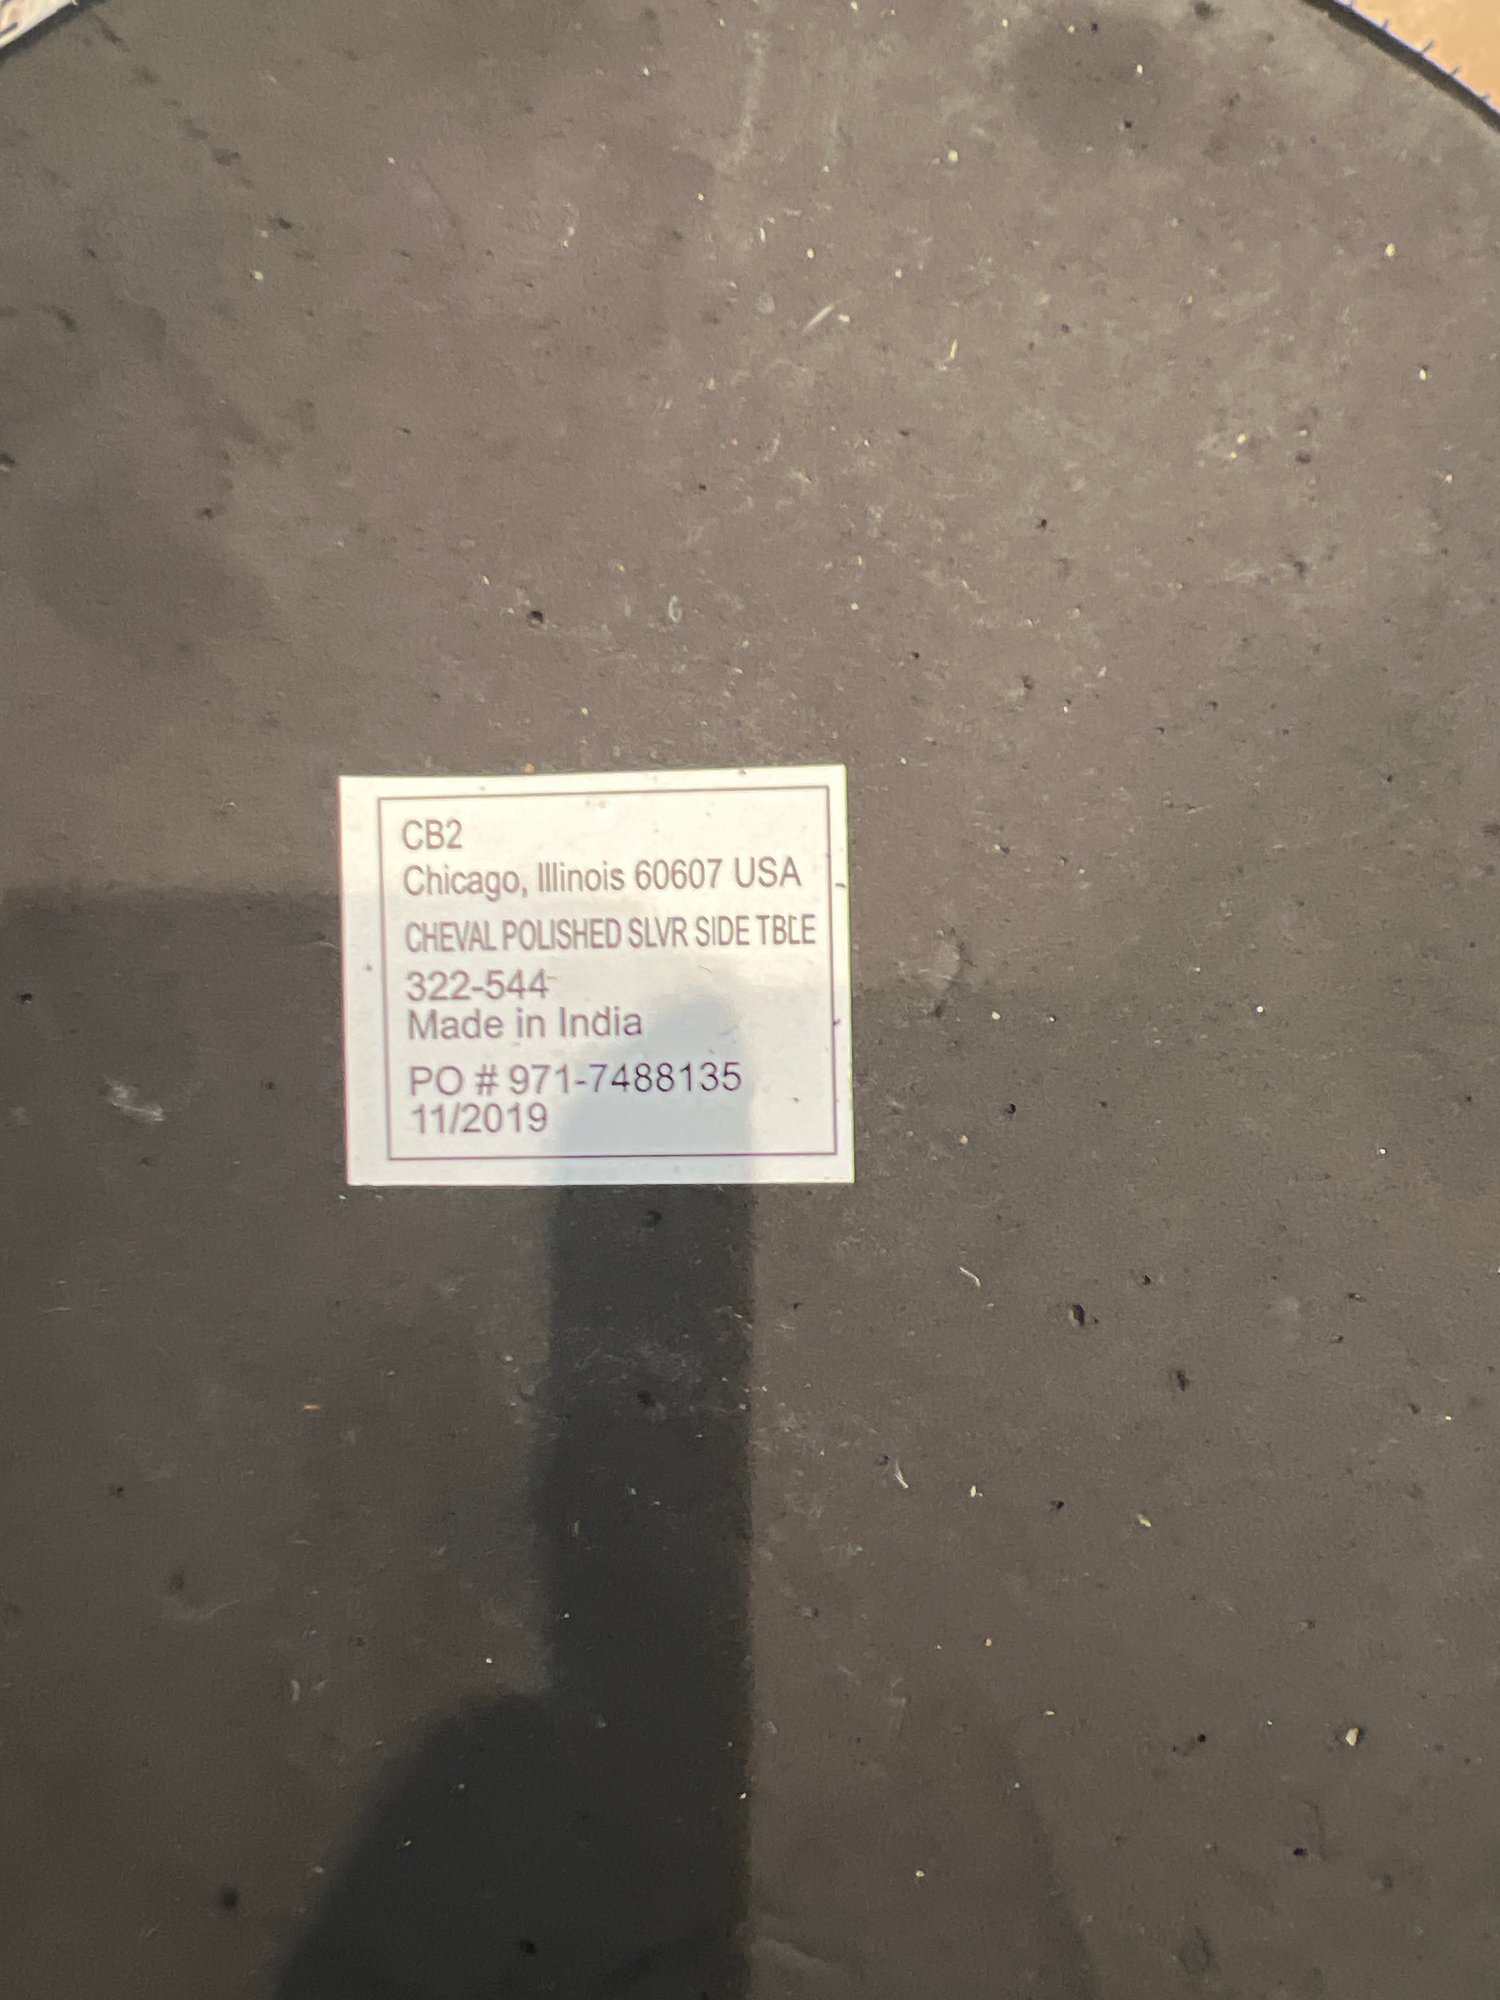 CB2
Chicago, Illinois 60607 USA
CHEVAL POLISHED SLVR SIDE TBLE
322-544
Made in India
PO # 971-7488135
11/2019